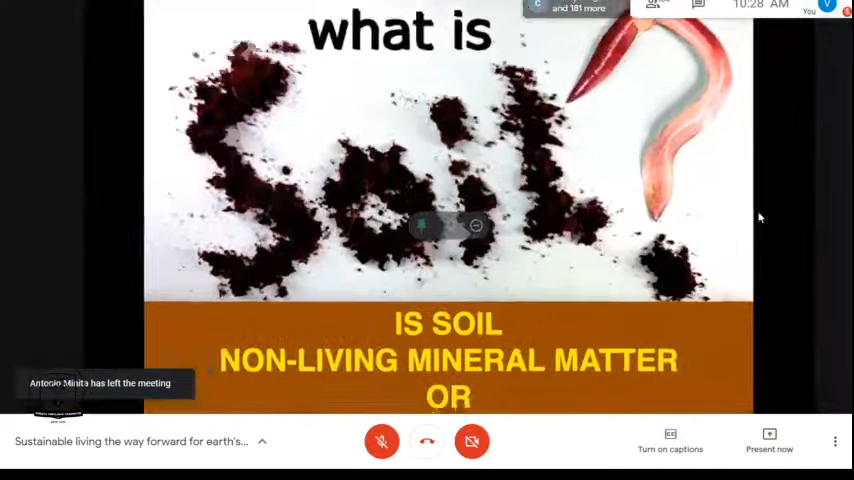 C
and 181 more
10:28 AM
You
V
what is
Soil
?
IS SOIL
NON-LIVING MINERAL MATTER
OR
Antonio Minita has left the meeting
Sustainable living the way forward for earth's...
CC
Turn on captions
Present now